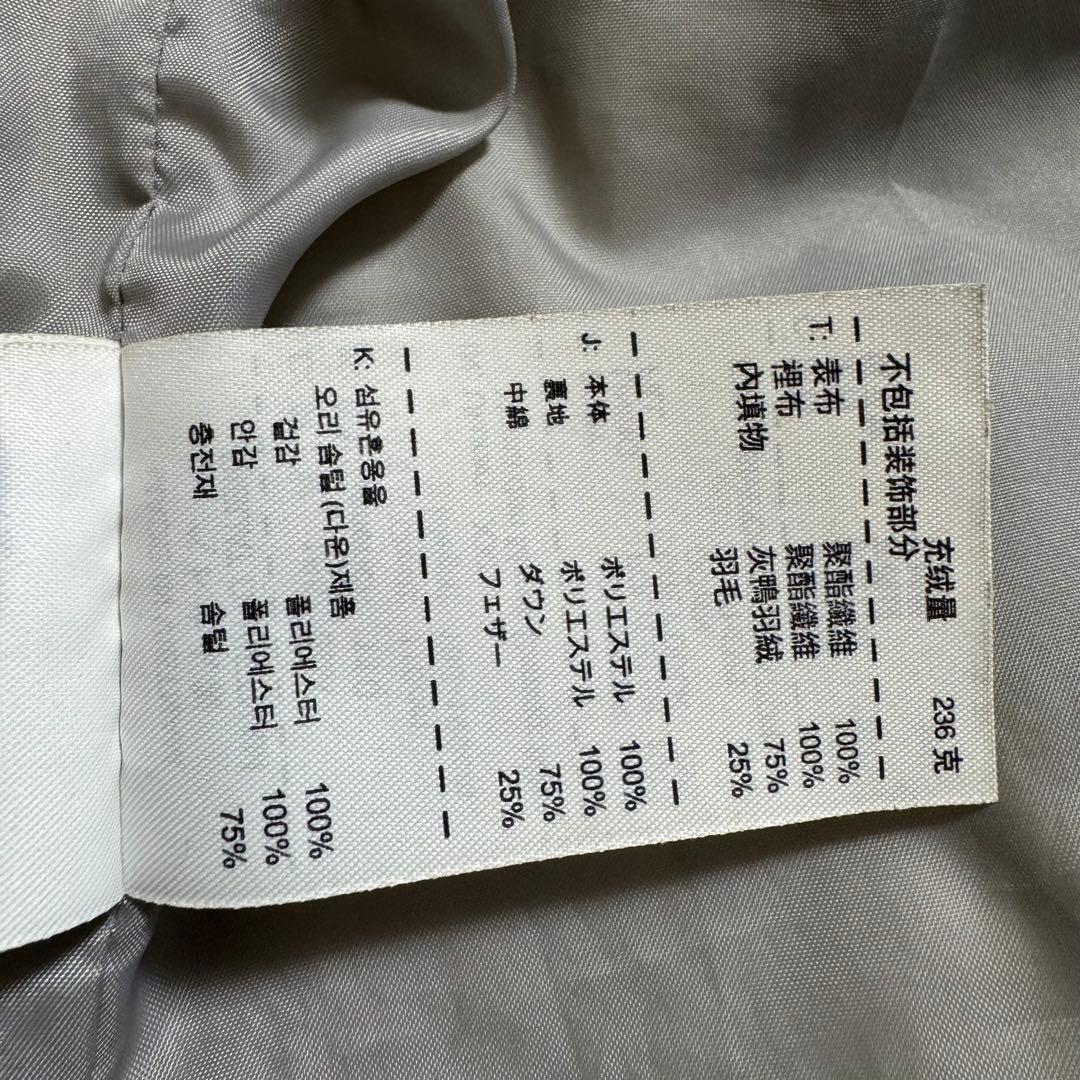 充绒量 236 克
不包括装饰部分
T: 表布 聚酯纖維 100%
裡布 聚酯纖維 100%
內填物 灰鴨羽絨 75%
羽毛 25%
J: 本体 ポリエステル 100%
裏地 ポリエステル 100%
中綿 ダウン 75%
フェザー 25%
K: 섬유혼용율
오리 솜털 (다운)제품
겉감 폴리에스터 100%
안감 폴리에스터 100%
충전재 솜털 75%